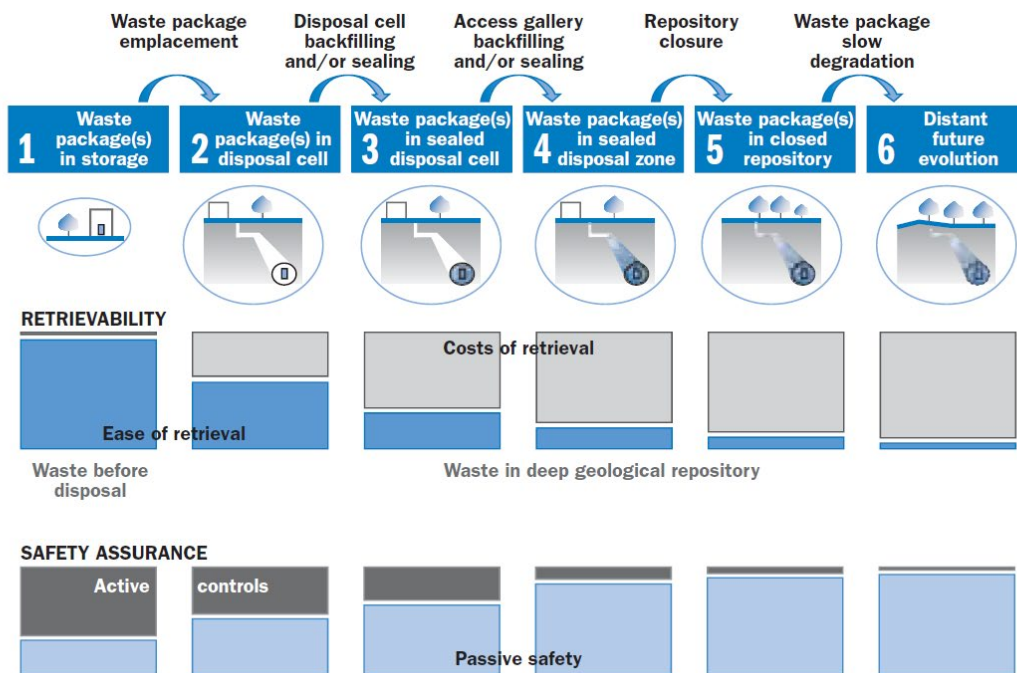 Waste package
emplacement
Disposal cell
backfilling
and/or sealing
Access gallery
backfilling
and/or sealing
Repository
closure
Waste package
slow
degradation
1 Waste
package(s)
in storage
2 Waste
package(s) in
disposal cell
3 Waste package(s)
in sealed
disposal cell
4 Waste package(s)
in sealed
disposal zone
5 Waste package(s)
in closed
repository
6 Distant
future
evolution
RETRIEVABILITY
Costs of retrieval
Ease of retrieval
Waste before
disposal
Waste in deep geological repository
SAFETY ASSURANCE
Active controls
Passive safety